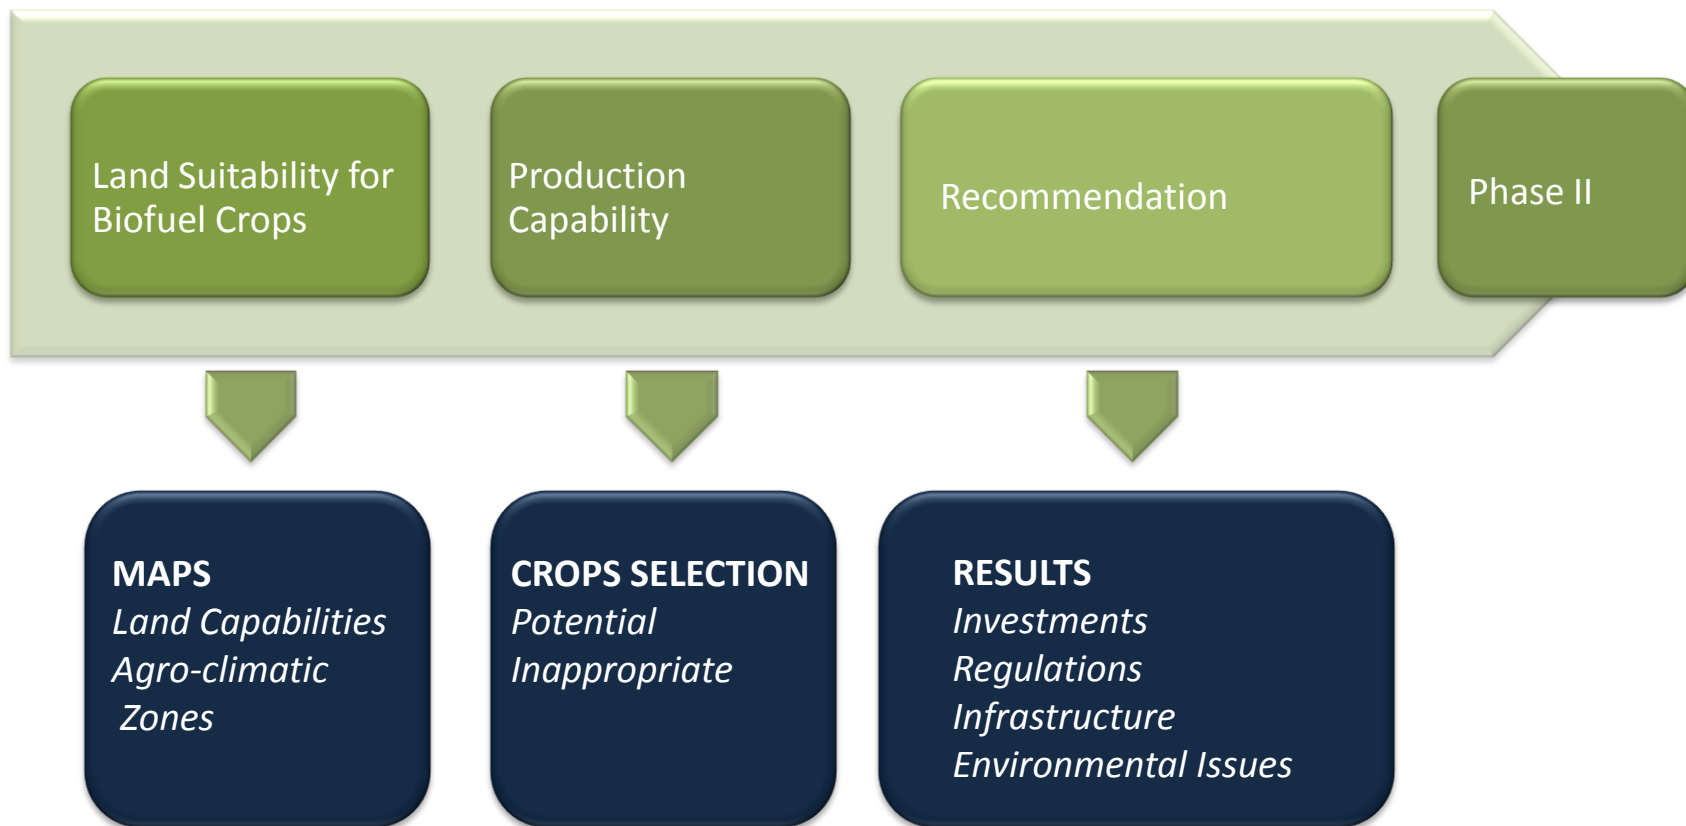 Land Suitability for
Biofuel Crops
Production
Capability
Recommendation
Phase II
MAPS
Land Capabilities
Agro-climatic
Zones
CROPS SELECTION
Potential
Inappropriate
RESULTS
Investments
Regulations
Infrastructure
Environmental Issues